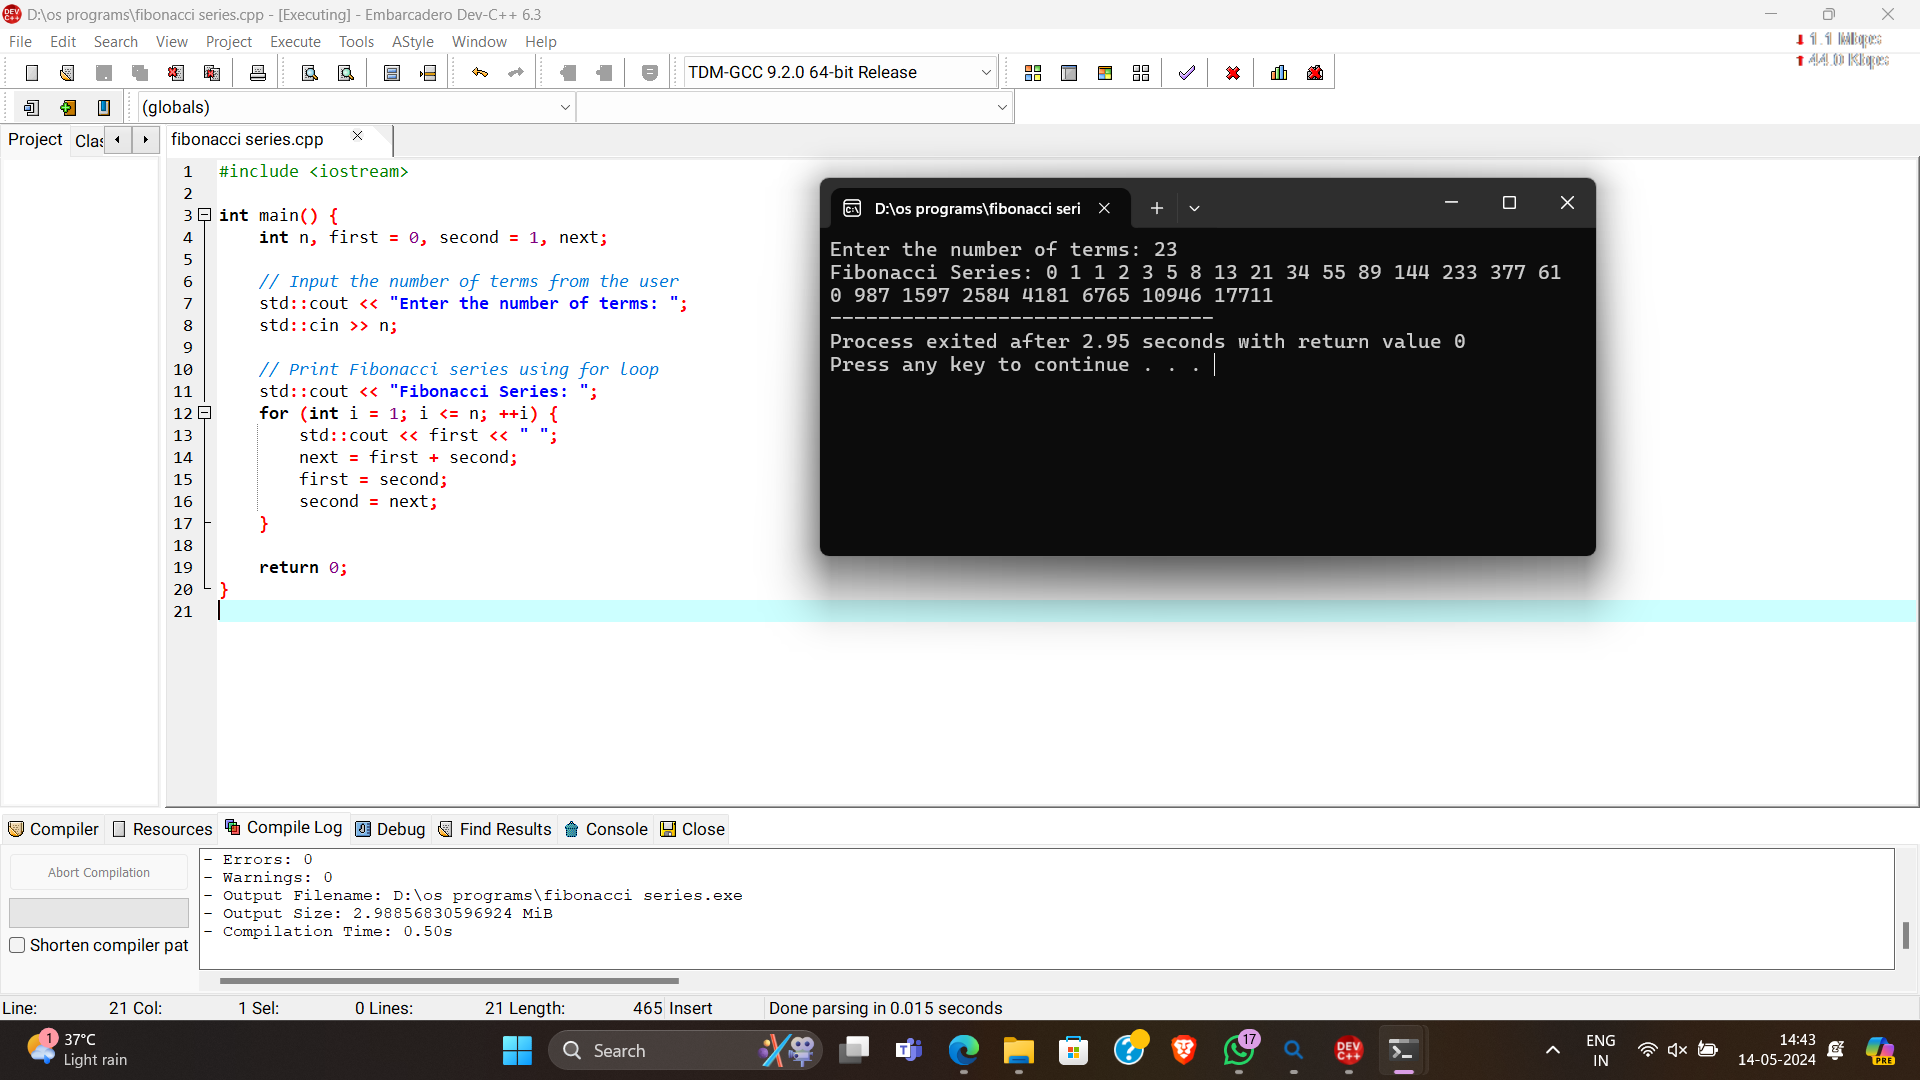 D:\os programs\fibonacci series.cpp - [Executing] - Embarcadero Dev-C++ 6.3
File Edit Search View Project Execute Tools AStyle Window Help
1.1 Mbps
44.0 Kbps
TDM-GCC 9.2.0 64-bit Release
(globals)
Project Clas
fibonacci series.cpp
1 #include <iostream>
2
3 int main() {
4 int n, first = 0, second = 1, next;
5
6 // Input the number of terms from the user
7 std::cout << "Enter the number of terms: ";
8 std::cin >> n;
9
10 // Print Fibonacci series using for loop
11 std::cout << "Fibonacci Series: ";
12 for (int i = 1; i <= n; ++i) {
13 std::cout << first << " ";
14 next = first + second;
15 first = second;
16 second = next;
17 }
18
19 return 0;
20 }
21
D:\os programs\fibonacci seri
Enter the number of terms: 23
Fibonacci Series: 0 1 1 2 3 5 8 13 21 34 55 89 144 233 377 61
0 987 1597 2584 4181 6765 10946 17711
--------------------------------
Process exited after 2.95 seconds with return value 0
Press any key to continue . . .
Compiler Resources Compile Log Debug Find Results Console Close
Abort Compilation
Shorten compiler pat
- Errors: 0
- Warnings: 0
- Output Filename: D:\os programs\fibonacci series.exe
- Output Size: 2.98856830596924 MiB
- Compilation Time: 0.50s
Line: 21 Col: 1 Sel: 0 Lines: 21 Length: 465 Insert Done parsing in 0.015 seconds
1
37°C
Light rain
Search
17
DEV
C++
ENG
IN
14:43
14-05-2024
PRE